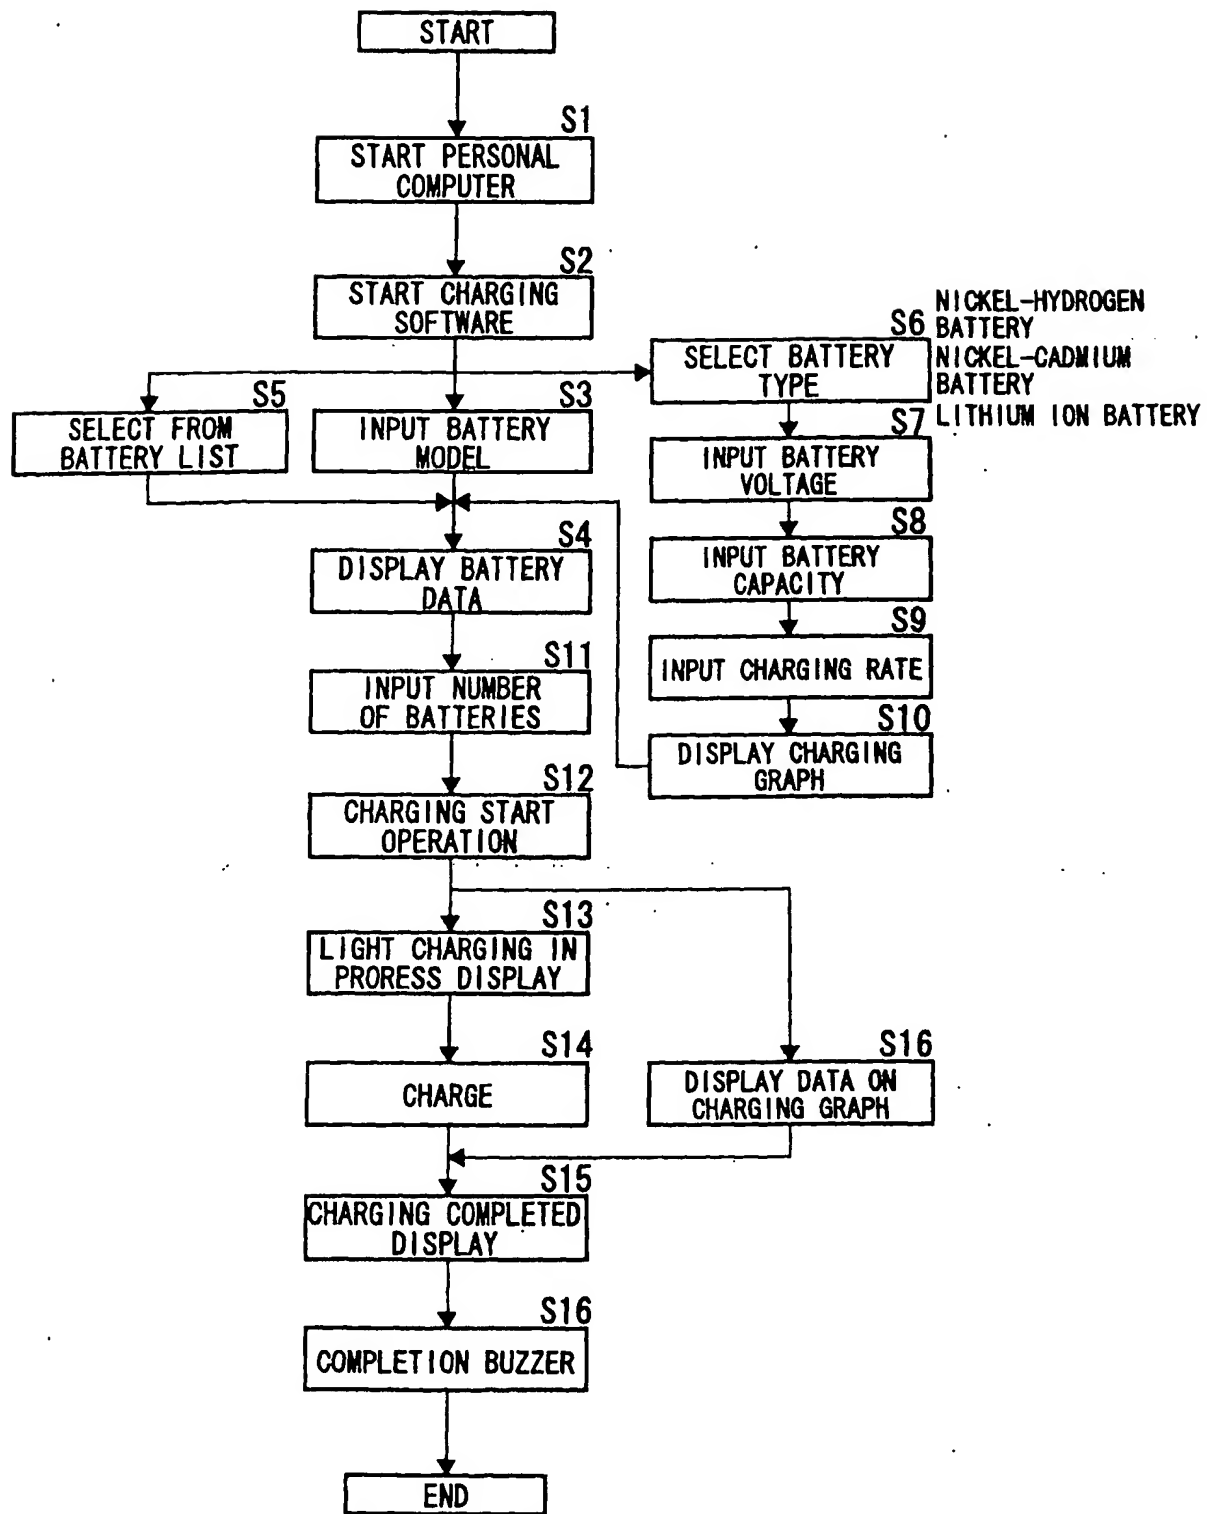 START
S1
START PERSONAL
COMPUTER
S2
START CHARGING
SOFTWARE
S5
SELECT FROM
BATTERY LIST
S3
INPUT BATTERY
MODEL
S6
SELECT BATTERY
TYPE
NICKEL-HYDROGEN
BATTERY
NICKEL-CADMIUM
BATTERY
LITHIUM ION BATTERY
S7
INPUT BATTERY
VOLTAGE
S8
INPUT BATTERY
CAPACITY
S9
INPUT CHARGING RATE
S10
DISPLAY CHARGING
GRAPH
S4
DISPLAY BATTERY
DATA
S11
INPUT NUMBER
OF BATTERIES
S12
CHARGING START
OPERATION
S13
LIGHT CHARGING IN
PRORESS DISPLAY
S14
CHARGE
S16
DISPLAY DATA ON
CHARGING GRAPH
S15
CHARGING COMPLETED
DISPLAY
S16
COMPLETION BUZZER
END